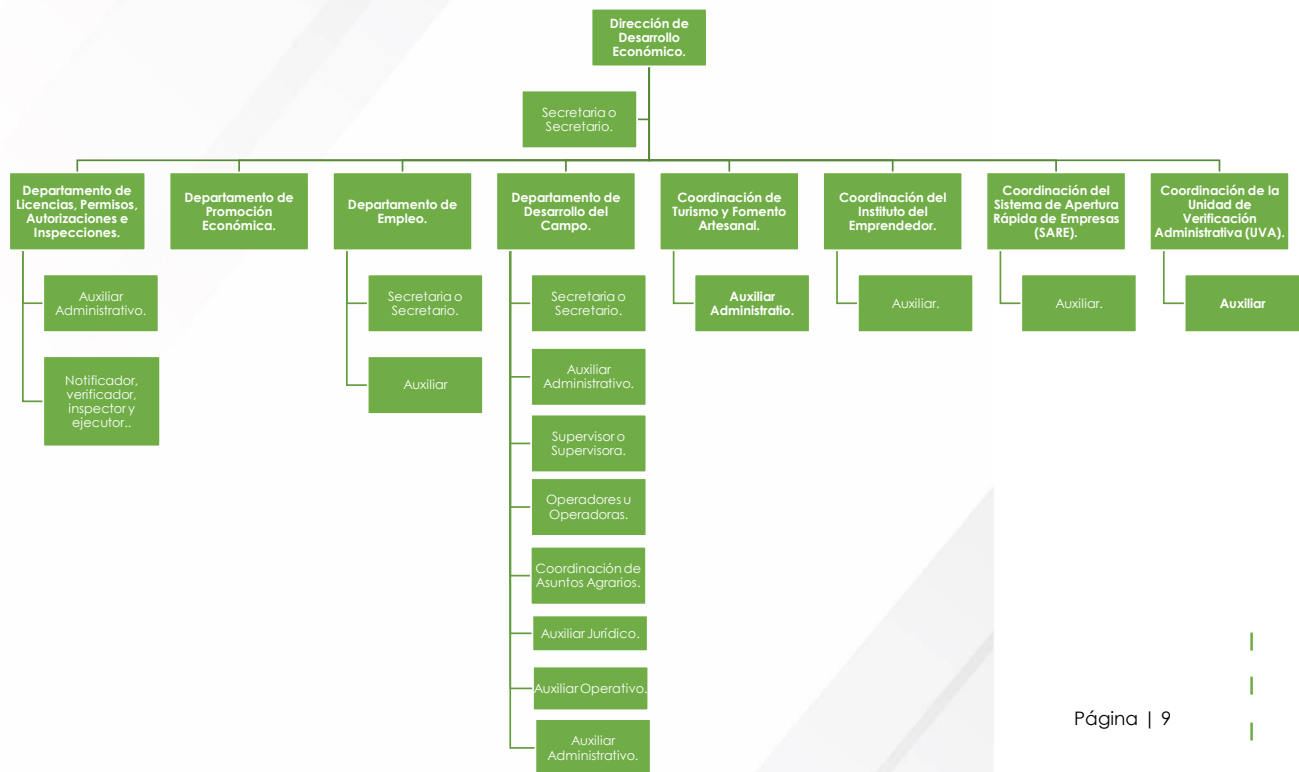 Dirección de
Desarrollo
Económico.
Secretaria o
Secretario.
Departamento de
Licencias, Permisos,
Autorizaciones e
Inspecciones.
Departamento de
Promoción
Económica.
Departamento de
Empleo.
Departamento de
Desarrollo del
Campo.
Coordinación de
Turismo y Fomento
Artesanal.
Coordinación del
Instituto del
Emprendedor.
Coordinación del
Sistema de Apertura
Rápida de Empresas
(SARE).
Coordinación de la
Unidad de
Verificación
Administrativa (UVA).
Auxiliar
Administrativo.
Notificador,
verificador,
inspector y
ejecutor..
Secretaria o
Secretario.
Auxiliar
Secretaria o
Secretario.
Auxiliar
Administrativo.
Supervisor o
Supervisora.
Operadores u
Operadoras.
Coordinación de
Asuntos Agrarios.
Auxiliar Jurídico.
Auxiliar Operativo.
Auxiliar
Administrativo.
Auxiliar
Administratio.
Auxiliar.
Auxiliar.
Auxiliar
Página | 9